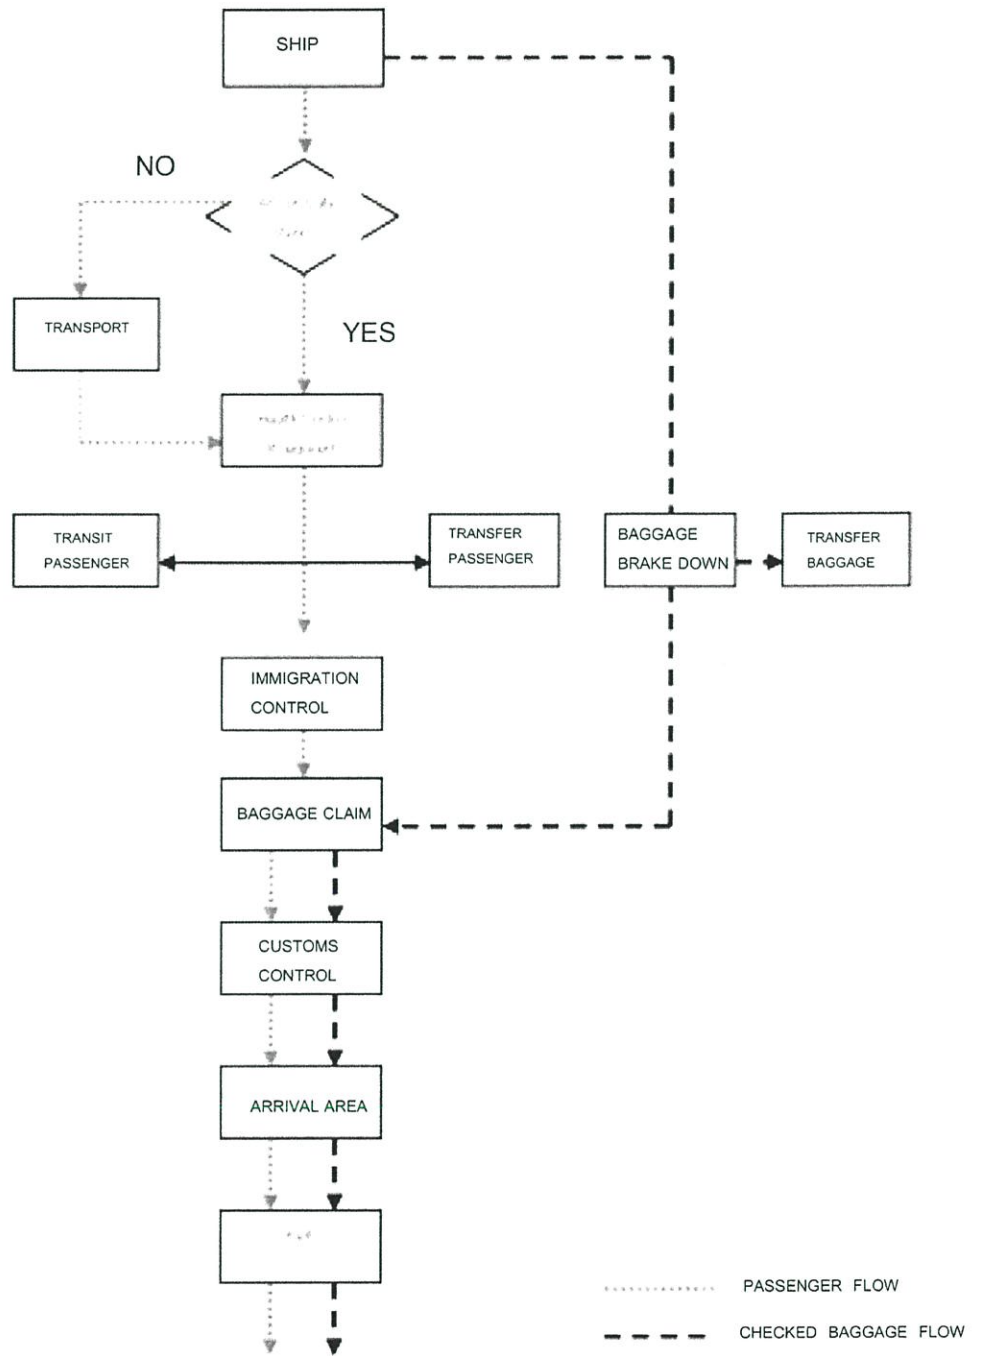 SHIP
NO
TRANSPORT
YES
TRANSIT
PASSENGER
TRANSFER
PASSENGER
BAGGAGE
BRAKE DOWN
TRANSFER
BAGGAGE
IMMIGRATION
CONTROL
BAGGAGE CLAIM
CUSTOMS
CONTROL
ARRIVAL AREA
PASSENGER FLOW
CHECKED BAGGAGE FLOW